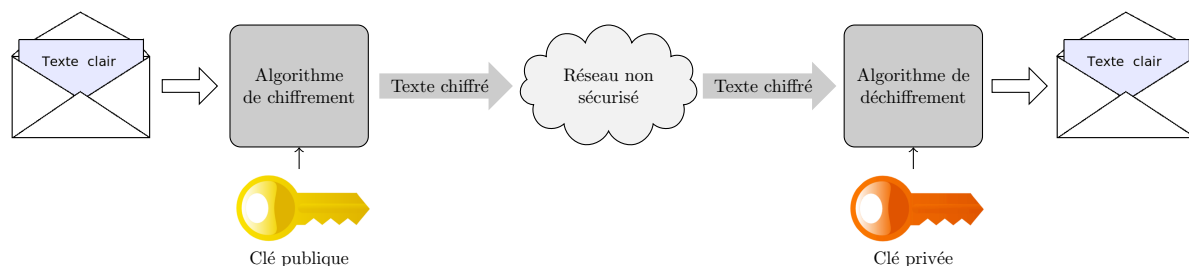 Texte clair
Algorithme
de chiffrement
Texte chiffré
Réseau non
sécurisé
Texte chiffré
Algorithme de
déchiffrement
Texte clair
Clé publique
Clé privée